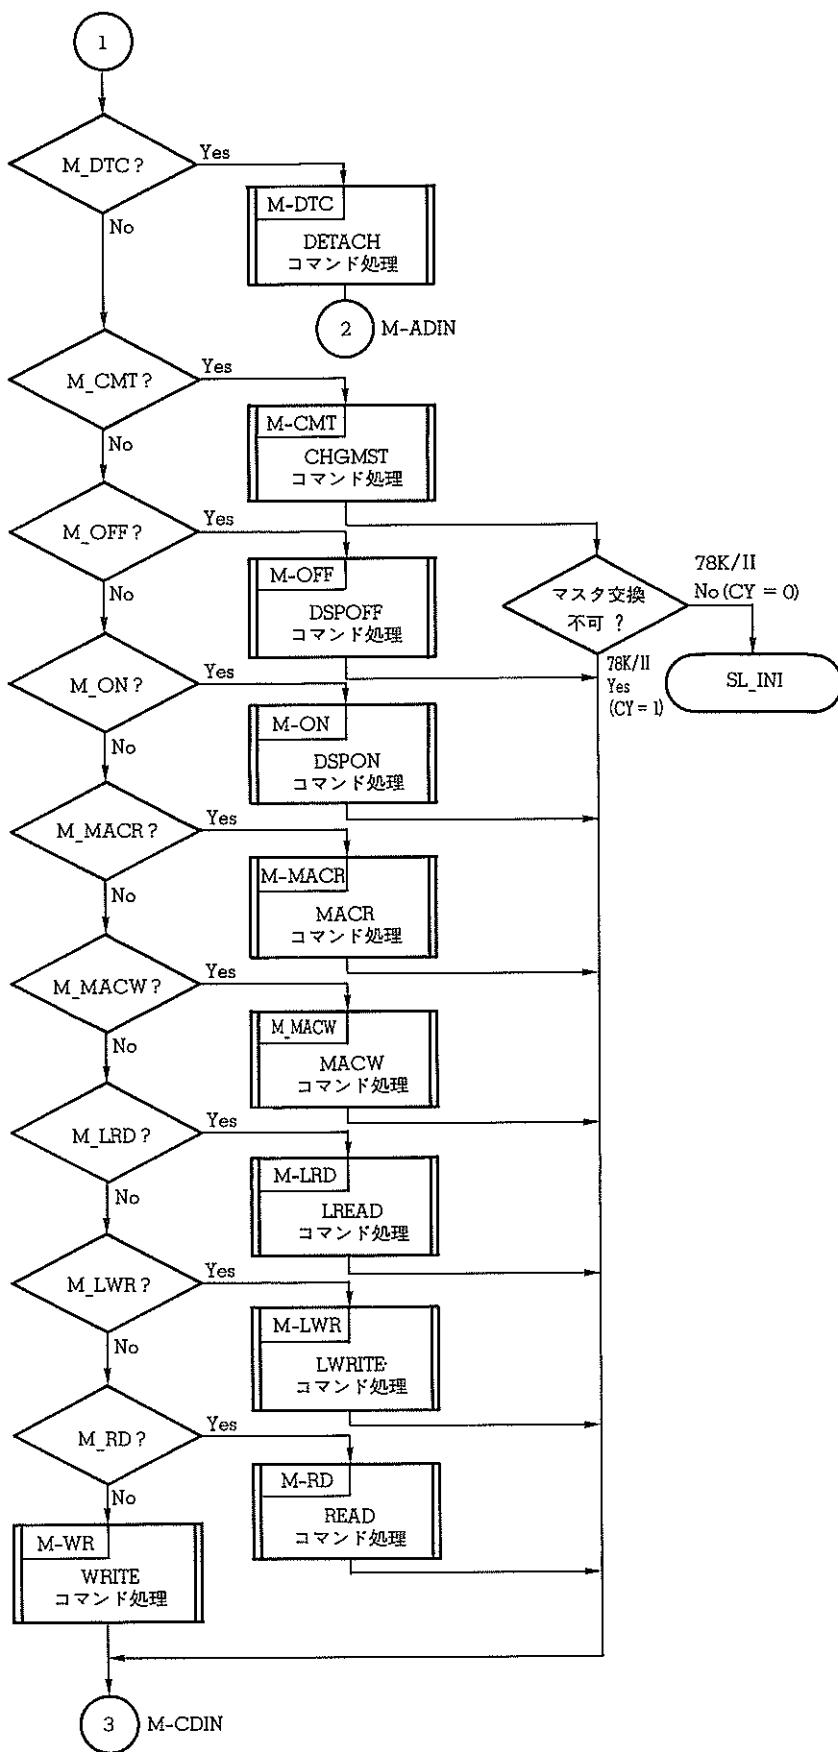 1
M_DTC?
Yes
No
M-DTC
DETACH
コマンド処理
2
M-ADIN
M_CMT?
Yes
No
M-CMT
CHGMST
コマンド処理
M_OFF?
Yes
No
M-OFF
DSPOFF
コマンド処理
マスタ交換
不可 ?
78K/II
No (CY = 0)
78K/II
Yes
(CY = 1)
SL_INI
M_ON?
Yes
No
M-ON
DSPON
コマンド処理
M_MACR?
Yes
No
M-MACR
MACR
コマンド処理
M_MACW?
Yes
No
M_MACW
MACW
コマンド処理
M_LRD?
Yes
No
M-LRD
LREAD
コマンド処理
M_LWR?
Yes
No
M-LWR
LWRITE
コマンド処理
M_RD?
Yes
No
M-RD
READ
コマンド処理
M-WR
WRITE
コマンド処理
3
M-CDIN